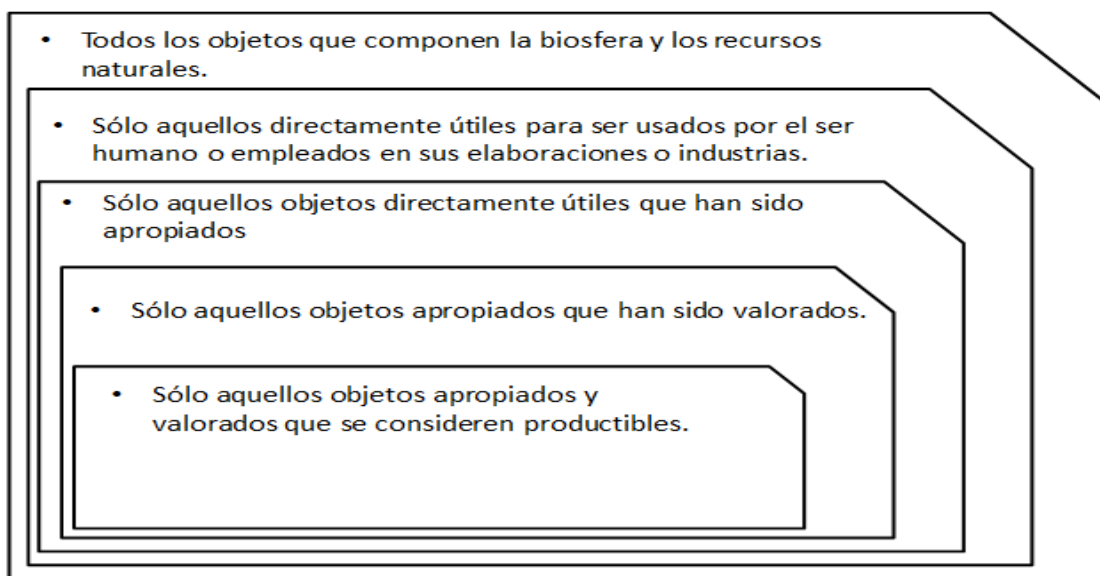 • Todos los objetos que componen la biosfera y los recursos
naturales.
• Sólo aquellos directamente útiles para ser usados por el ser
humano o empleados en sus elaboraciones o industrias.
• Sólo aquellos objetos directamente útiles que han sido
apropiados
• Sólo aquellos objetos apropiados que han sido valorados.
• Sólo aquellos objetos apropiados y
valorados que se consideren productibles.